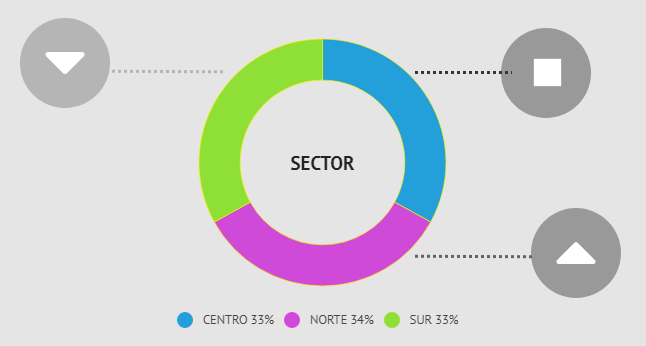 SECTOR
CENTRO 33% NORTE 34% SUR 33%